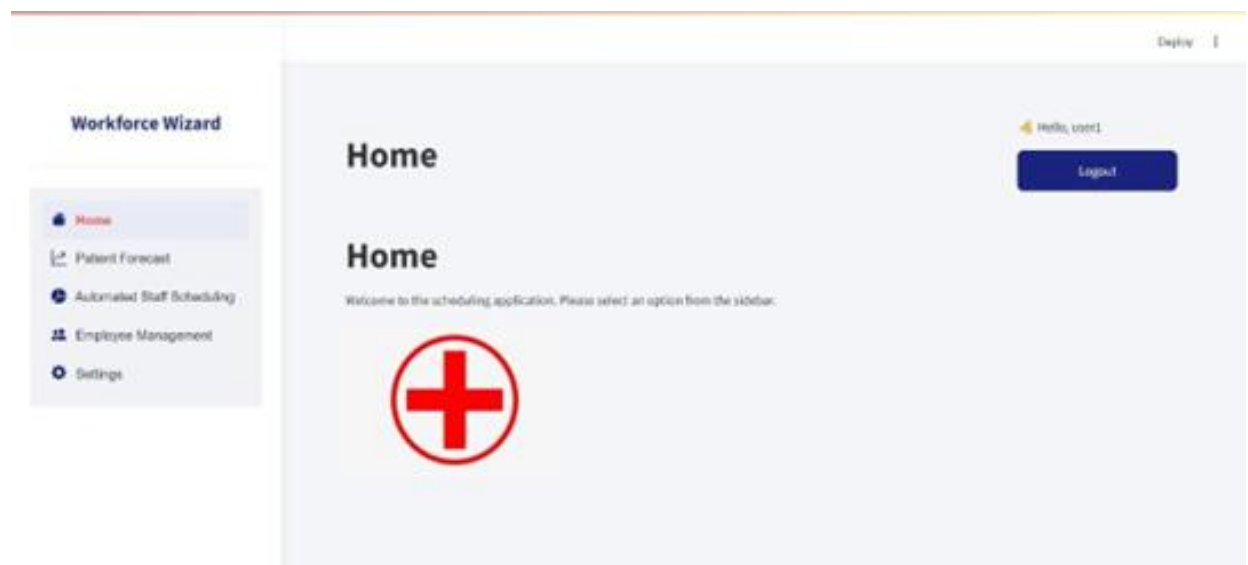 Deploy
Workforce Wizard
Hello, user1
Home
Logout
Home
Patient Forecast
Automated Staff Scheduling
Employee Management
Settings
Home
Welcome to the scheduling application. Please select an option from the sidebar.